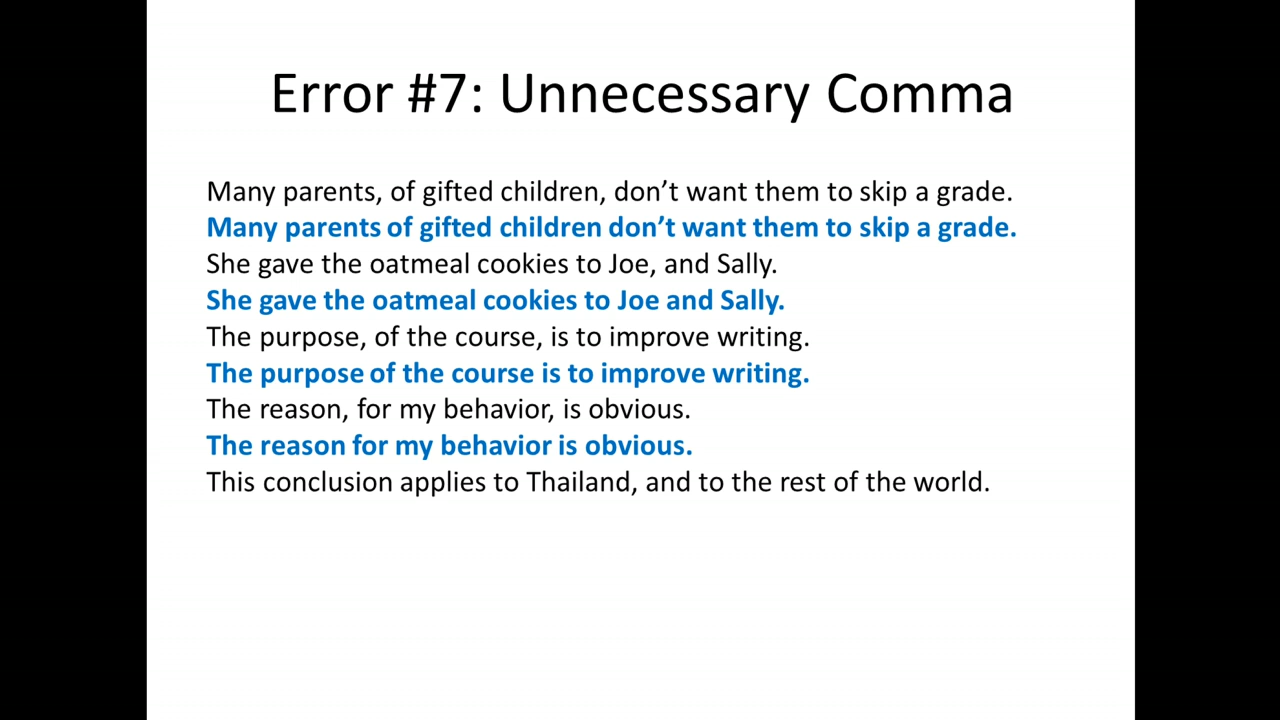 Error #7: Unnecessary Comma
Many parents, of gifted children, don’t want them to skip a grade.
Many parents of gifted children don’t want them to skip a grade.
She gave the oatmeal cookies to Joe, and Sally.
She gave the oatmeal cookies to Joe and Sally.
The purpose, of the course, is to improve writing.
The purpose of the course is to improve writing.
The reason, for my behavior, is obvious.
The reason for my behavior is obvious.
This conclusion applies to Thailand, and to the rest of the world.